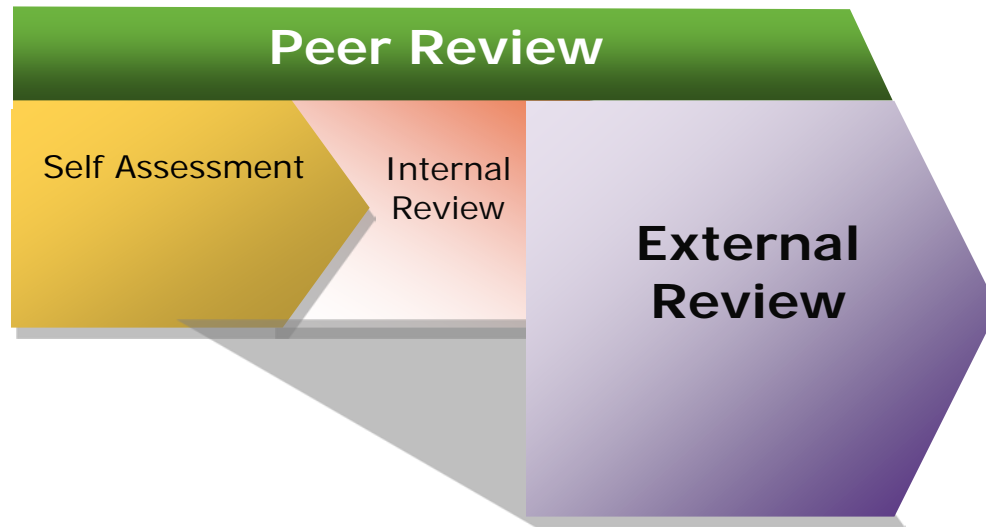 Peer Review
Self Assessment
Internal
Review
External
Review